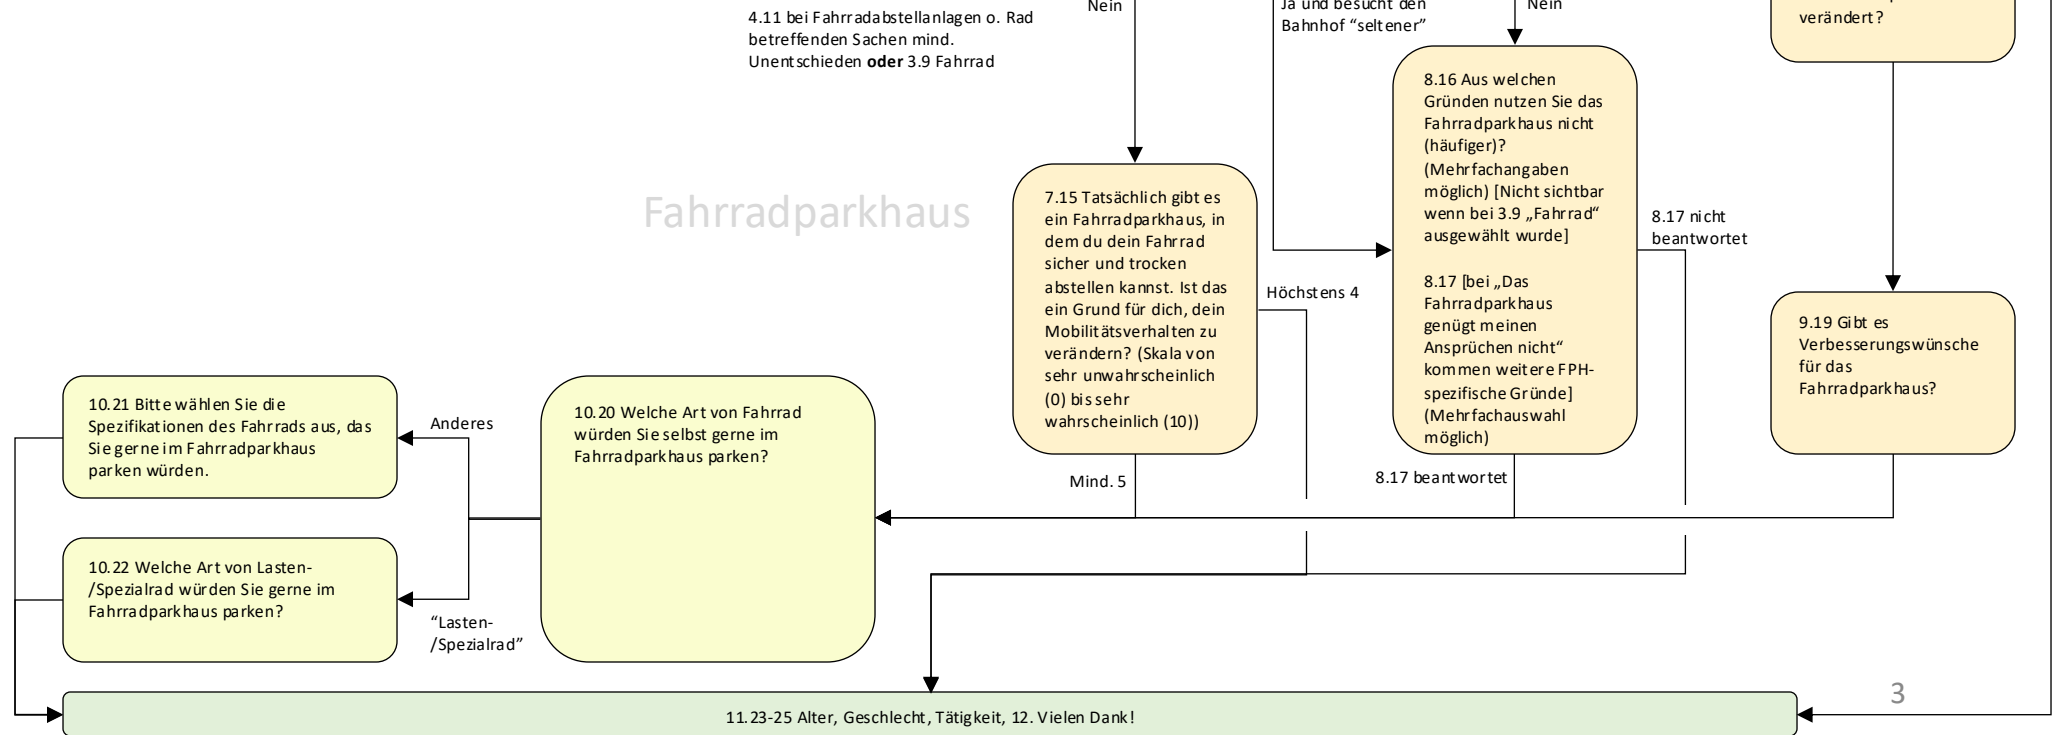 4.11 bei Fahrradabstellanlagen o. Rad
betreffenden Sachen mind.
Unentschieden oder 3.9 Fahrrad
Nein
Ja und besucht den
Bahnhof “seltener”
Nein
verändert?
8.16 Aus welchen
Gründen nutzen Sie das
Fahrradparkhaus nicht
(häufiger)?
(Mehrfachangaben
möglich) [Nicht sichtbar
wenn bei 3.9 „Fahrrad“
ausgewählt wurde]
8.17 [bei „Das
Fahrradparkhaus
genügt meinen
Ansprüchen nicht“
kommen weitere FPH-
spezifische Gründe]
(Mehrfachauswahl
möglich)
8.17 nicht
beantwortet
Fahrradparkhaus
7.15 Tatsächlich gibt es
ein Fahrradparkhaus, in
dem du dein Fahrrad
sicher und trocken
abstellen kannst. Ist das
ein Grund für dich, dein
Mobilitätsverhalten zu
verändern? (Skala von
sehr unwahrscheinlich
(0) bis sehr
wahrscheinlich (10))
Höchstens 4
9.19 Gibt es
Verbesserungswünsche
für das
Fahrradparkhaus?
10.21 Bitte wählen Sie die
Spezifikationen des Fahrrads aus, das
Sie gerne im Fahrradparkhaus
parken würden.
Anderes
10.20 Welche Art von Fahrrad
würden Sie selbst gerne im
Fahrradparkhaus parken?
Mind. 5
8.17 beantwortet
10.22 Welche Art von Lasten-
/Spezialrad würden Sie gerne im
Fahrradparkhaus parken?
“Lasten-
/Spezialrad”
3
11.23-25 Alter, Geschlecht, Tätigkeit, 12. Vielen Dank!